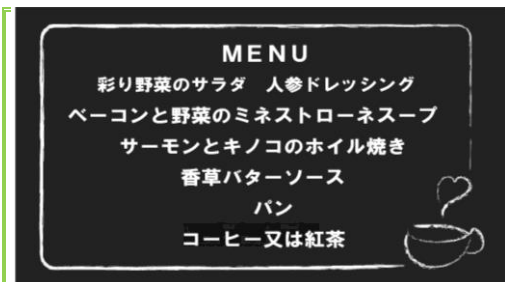 MENU
彩り野菜のサラダ　人参ドレッシング
ベーコンと野菜のミネストローネスープ
サーモンとキノコのホイル焼き
香草バターソース
パン
コーヒー又は紅茶